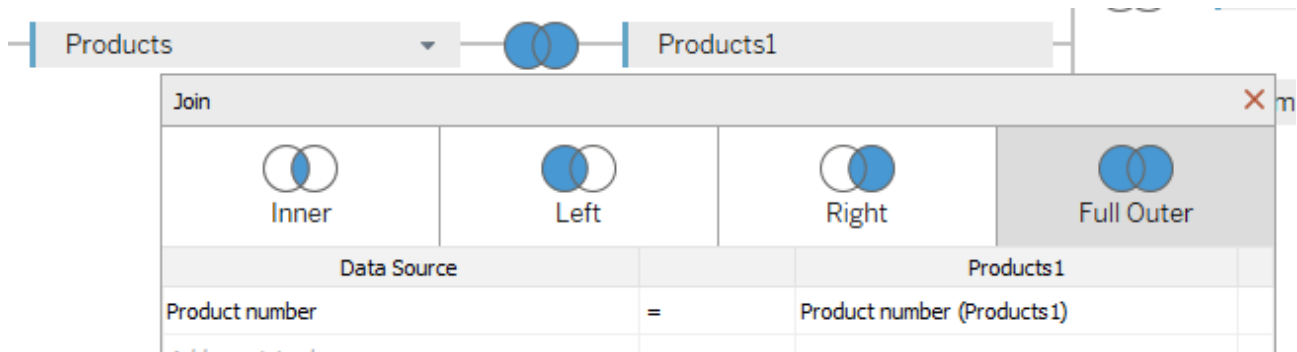 Products Products1
Join
m
Inner Left Right Full Outer
Data Source Products1
Product number = Product number (Products1)